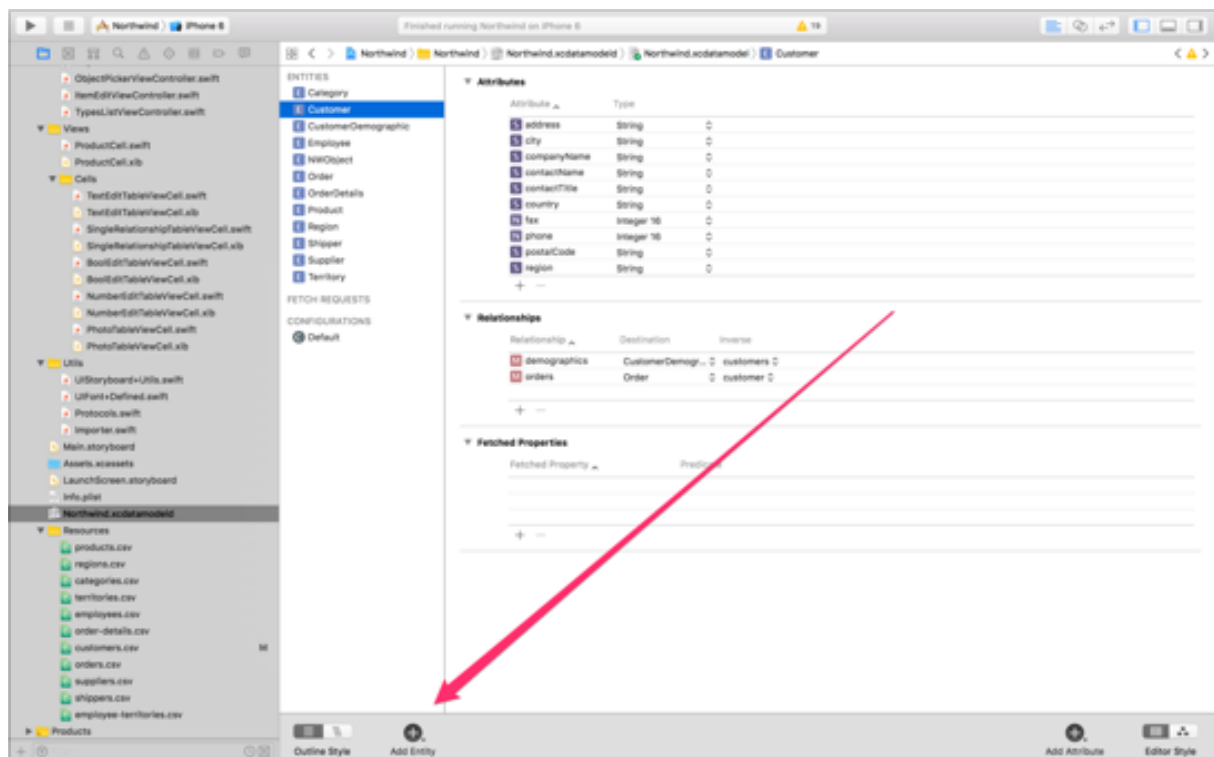 Northwind
iPhone 6
Finished running Northwind on iPhone 6
19
Northwind
Northwind
Northwind.xcdatamodeld
Northwind.xcdatamodel
Customer
ObjectPickerViewController.swift
ItemEditViewController.swift
TypesListViewController.swift
Views
ProductCell.swift
ProductCell.xib
Cells
TextEditTableViewCell.swift
TextEditTableViewCell.xib
SingleRelationshipTableViewCell.swift
SingleRelationshipTableViewCell.xib
BoolEditTableViewCell.swift
BoolEditTableViewCell.xib
NumberEditTableViewCell.swift
NumberEditTableViewCell.xib
PhotoTableViewCell.swift
PhotoTableViewCell.xib
Utils
UIStoryboard+Utils.swift
UIFont+Defined.swift
Protocols.swift
Importer.swift
Main.storyboard
Assets.xcassets
LaunchScreen.storyboard
Info.plist
Northwind.xcdatamodeld
Resources
products.csv
regions.csv
categories.csv
territories.csv
employees.csv
order-details.csv
customers.csv M
orders.csv
suppliers.csv
shippers.csv
employee-territories.csv
Products
ENTITIES
E Category
E Customer
E CustomerDemographic
E Employee
E NWObject
E Order
E OrderDetails
E Product
E Region
E Shipper
E Supplier
E Territory
FETCH REQUESTS
CONFIGURATIONS
Default
Attributes
Attribute Type
S address String
S city String
S companyName String
S contactName String
S contactTitle String
S country String
N fax Integer 16
N phone Integer 16
S postalCode String
S region String
+ −
Relationships
Relationship Destination Inverse
M demographics CustomerDemogr... customers
M orders Order customer
+ −
Fetched Properties
Fetched Property
+ −
Outline Style
Add Entity
Add Attribute
Editor Style